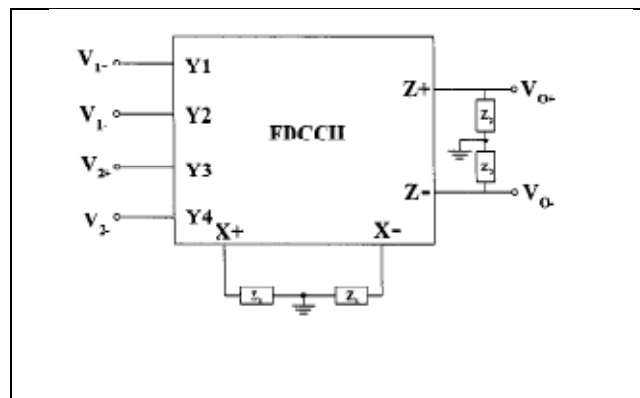 V1- Y1
Z+ VO+
V1- Y2
FDCCII
V2+ Y3
Z- VO-
V2- Y4
X+ X-